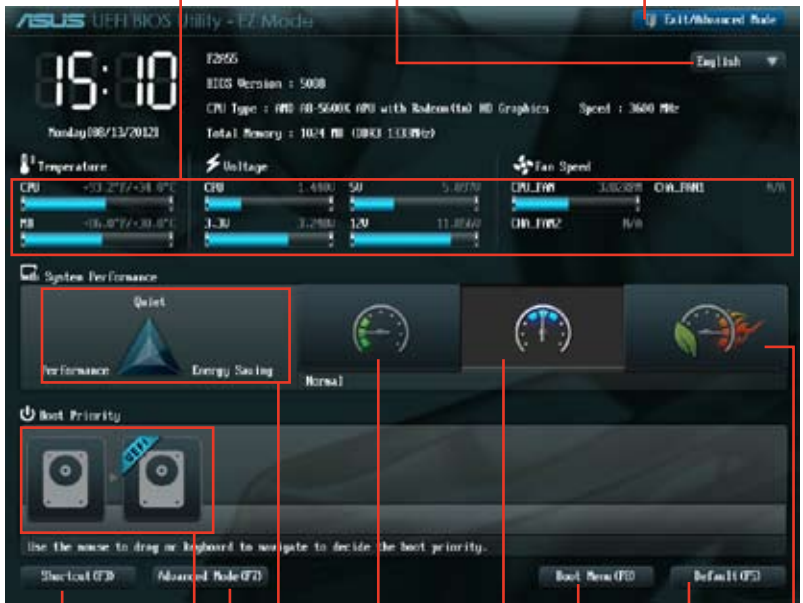 ASUS UEFI BIOS Utility - EZ Mode
Exit/Advanced Mode
15:10
Monday[08/13/2012]
English
BIOS Version :
CPU Type : AMD A8-5600K APU with Radeon(tm) HD Graphics Speed : 3600 MHz
Total Memory : 1024 MB (DDR3 1333MHz)
Temperature
Voltage
Fan Speed
CPU
CPU 5V
CPU_FAN CHA_FAN1 N/A
MB
3.3V 12V
CHA_FAN2 N/A
System Performance
Quiet
Performance
Energy Saving
Normal
Boot Priority
UEFI
Use the mouse to drag or keyboard to navigate to decide the boot priority.
Shortcut(F3)
Advanced Mode(F7)
Boot Menu(F8)
Default(F5)